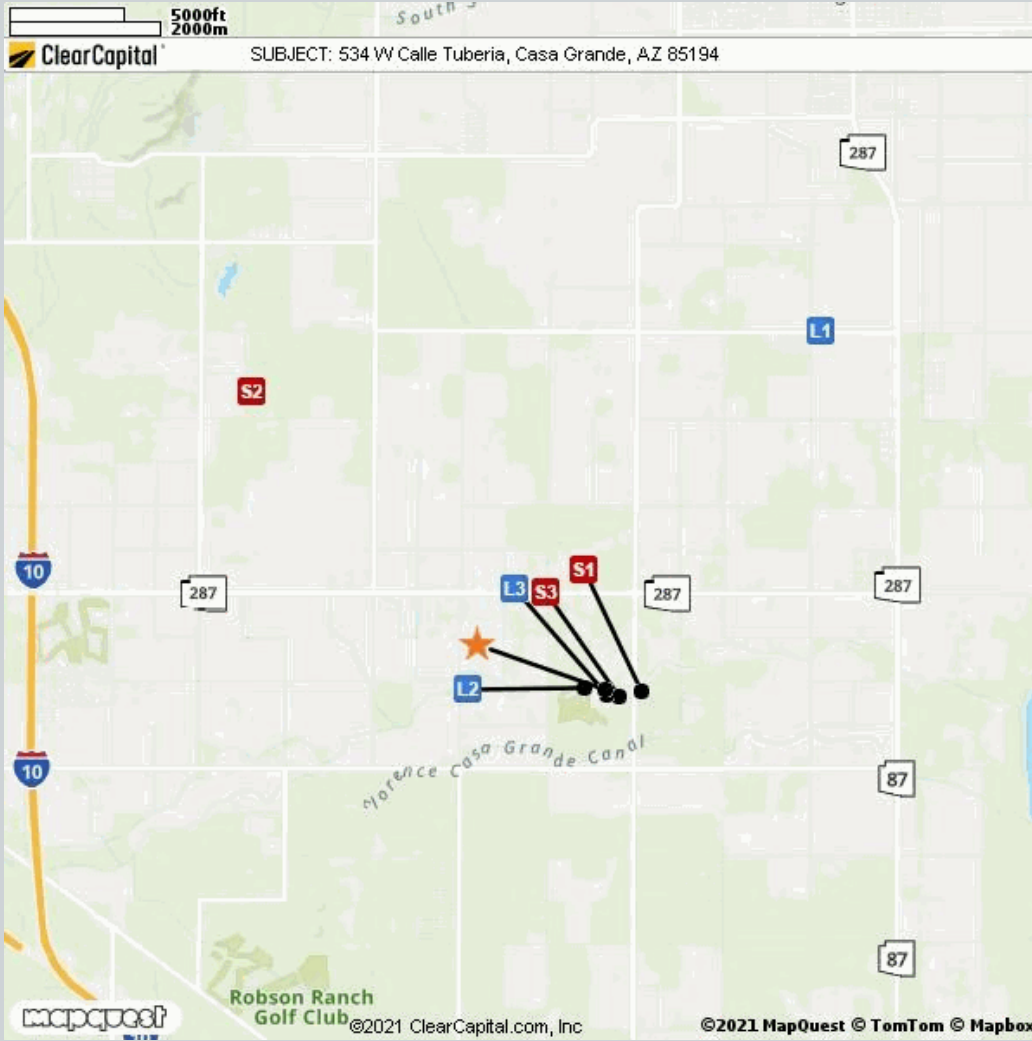 5000ft
2000m
South S
ClearCapital
SUBJECT: 534 W Calle Tuberia, Casa Grande, AZ 85194
287
L1
S2
10
287
L3
S3
S1
287
287
L2
Florence Casa Grande Canal
10
87
87
Robson Ranch
Golf Club
mapquest
©2021 ClearCapital.com, Inc
©2021 MapQuest © TomTom © Mapbox